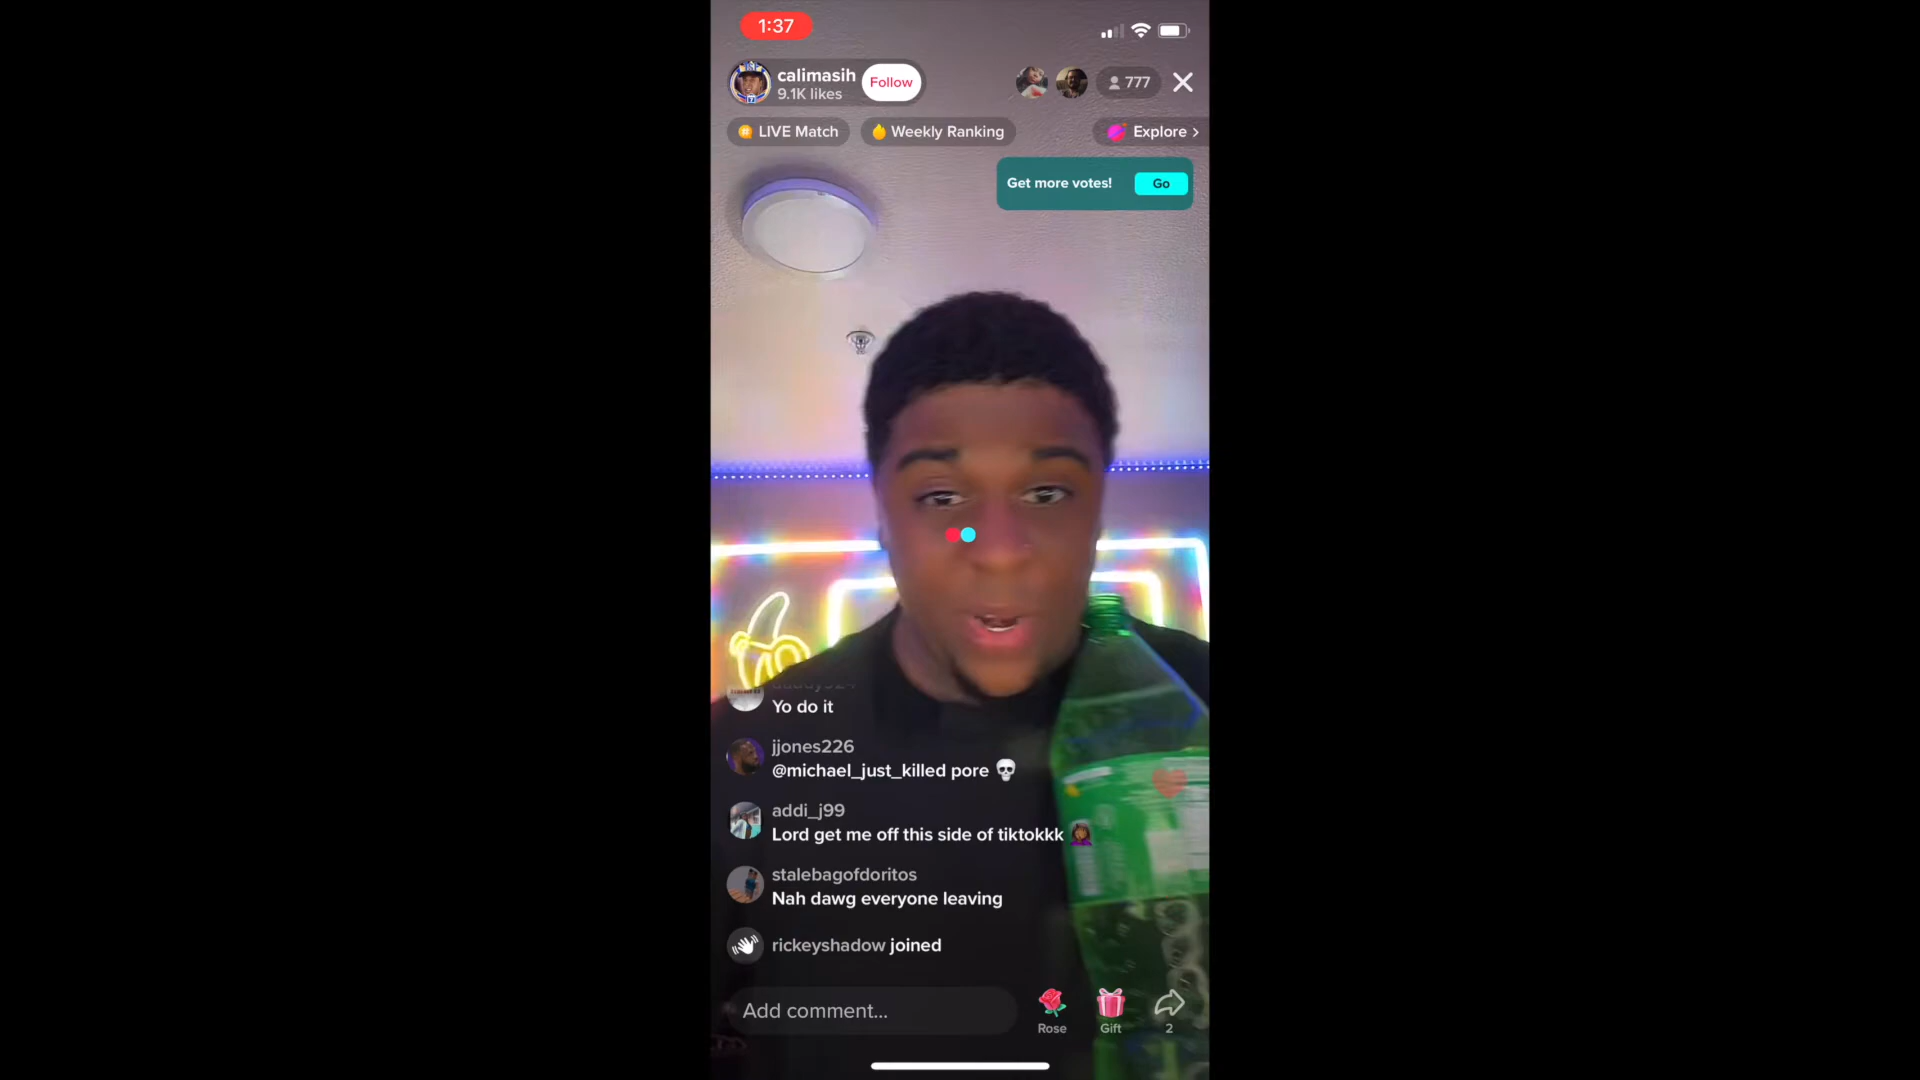 1:37
calimasih
9.1K likes
Follow
777
LIVE Match
Weekly Ranking
Explore >
Get more votes!
Go
Yo do it
jjones226
@michael_just_killed pore 💀
addi_j99
Lord get me off this side of tiktokkk 🤦🏾‍♀️
stalebagofdoritos
Nah dawg everyone leaving
rickeyshadow joined
Add comment...
Rose
Gift
2